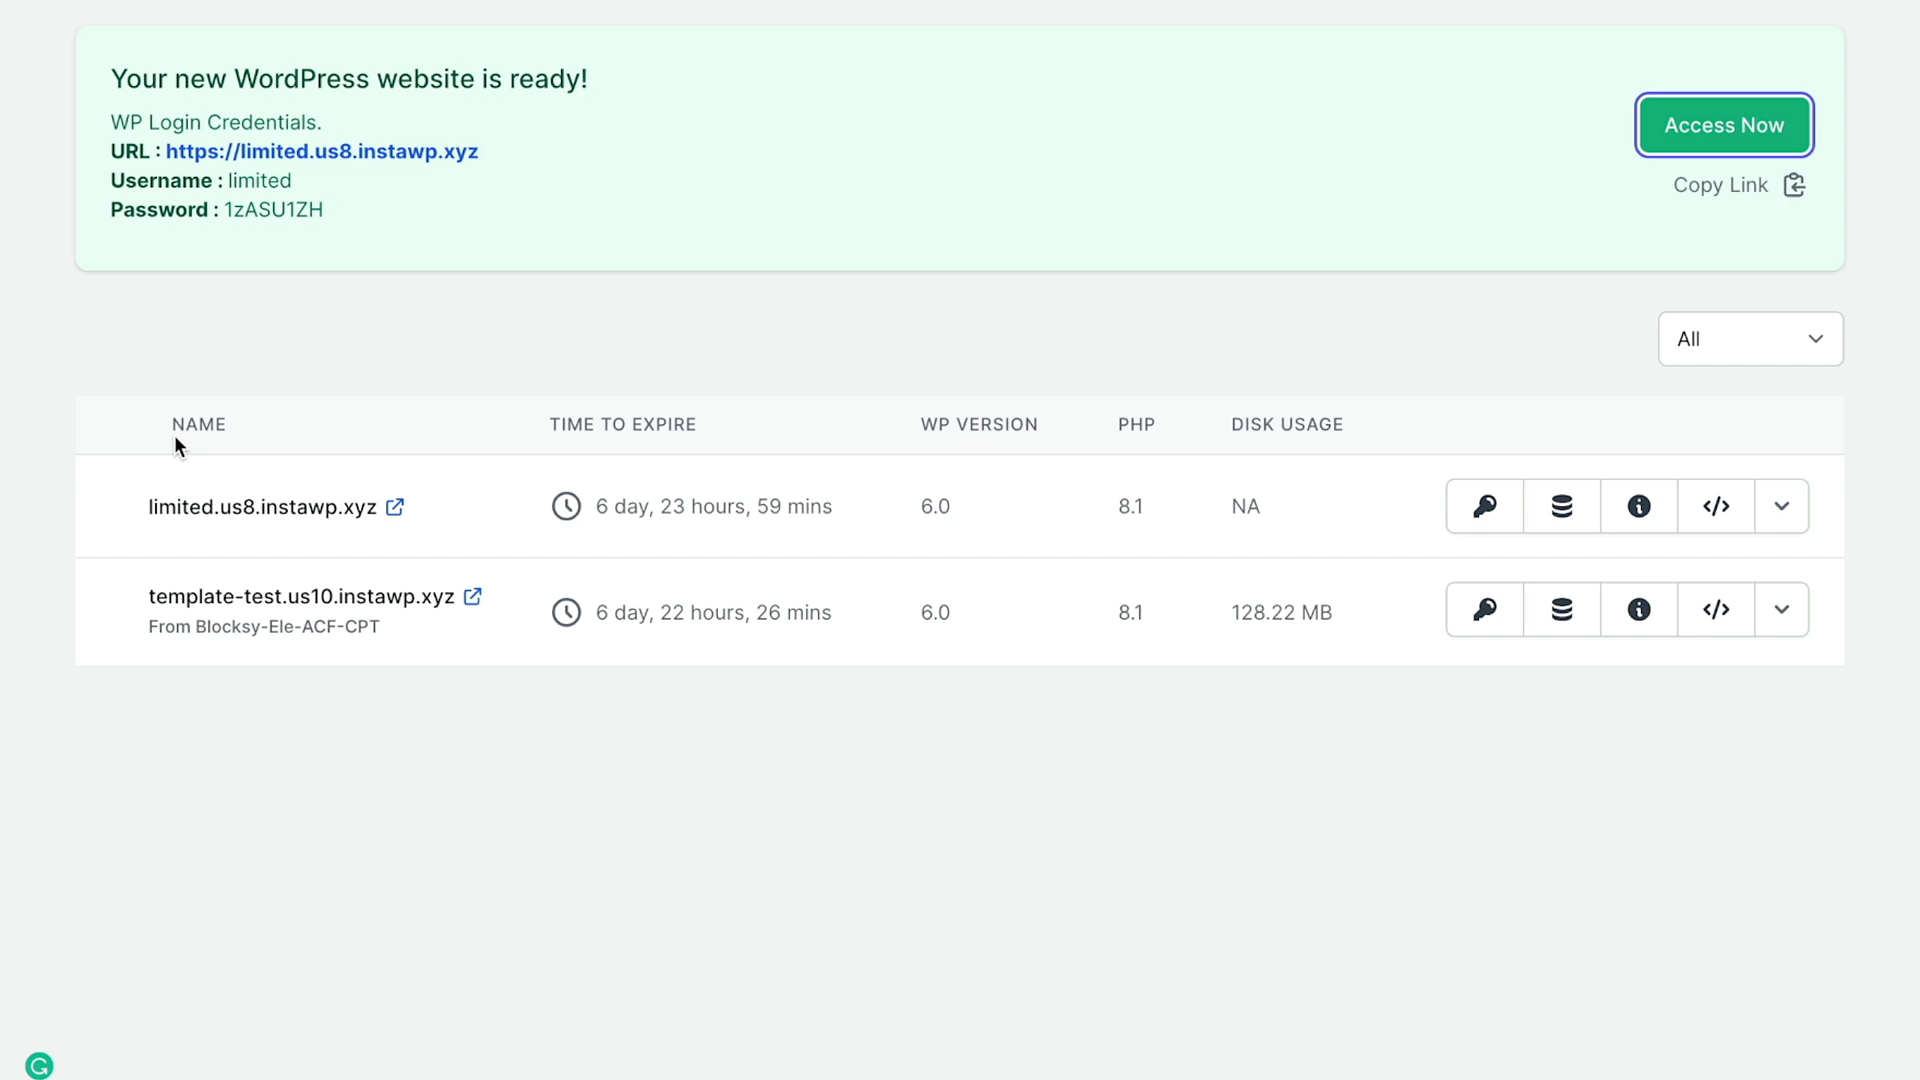 Your new WordPress website is ready!
WP Login Credentials.
URL : https://limited.us8.instawp.xyz
Username : limited
Password : 1zASU1ZH
Access Now
Copy Link
All
NAME TIME TO EXPIRE WP VERSION PHP DISK USAGE
limited.us8.instawp.xyz 6 day, 23 hours, 59 mins 6.0 8.1 NA
template-test.us10.instawp.xyz 6 day, 22 hours, 26 mins 6.0 8.1 128.22 MB
From Blocksy-Ele-ACF-CPT